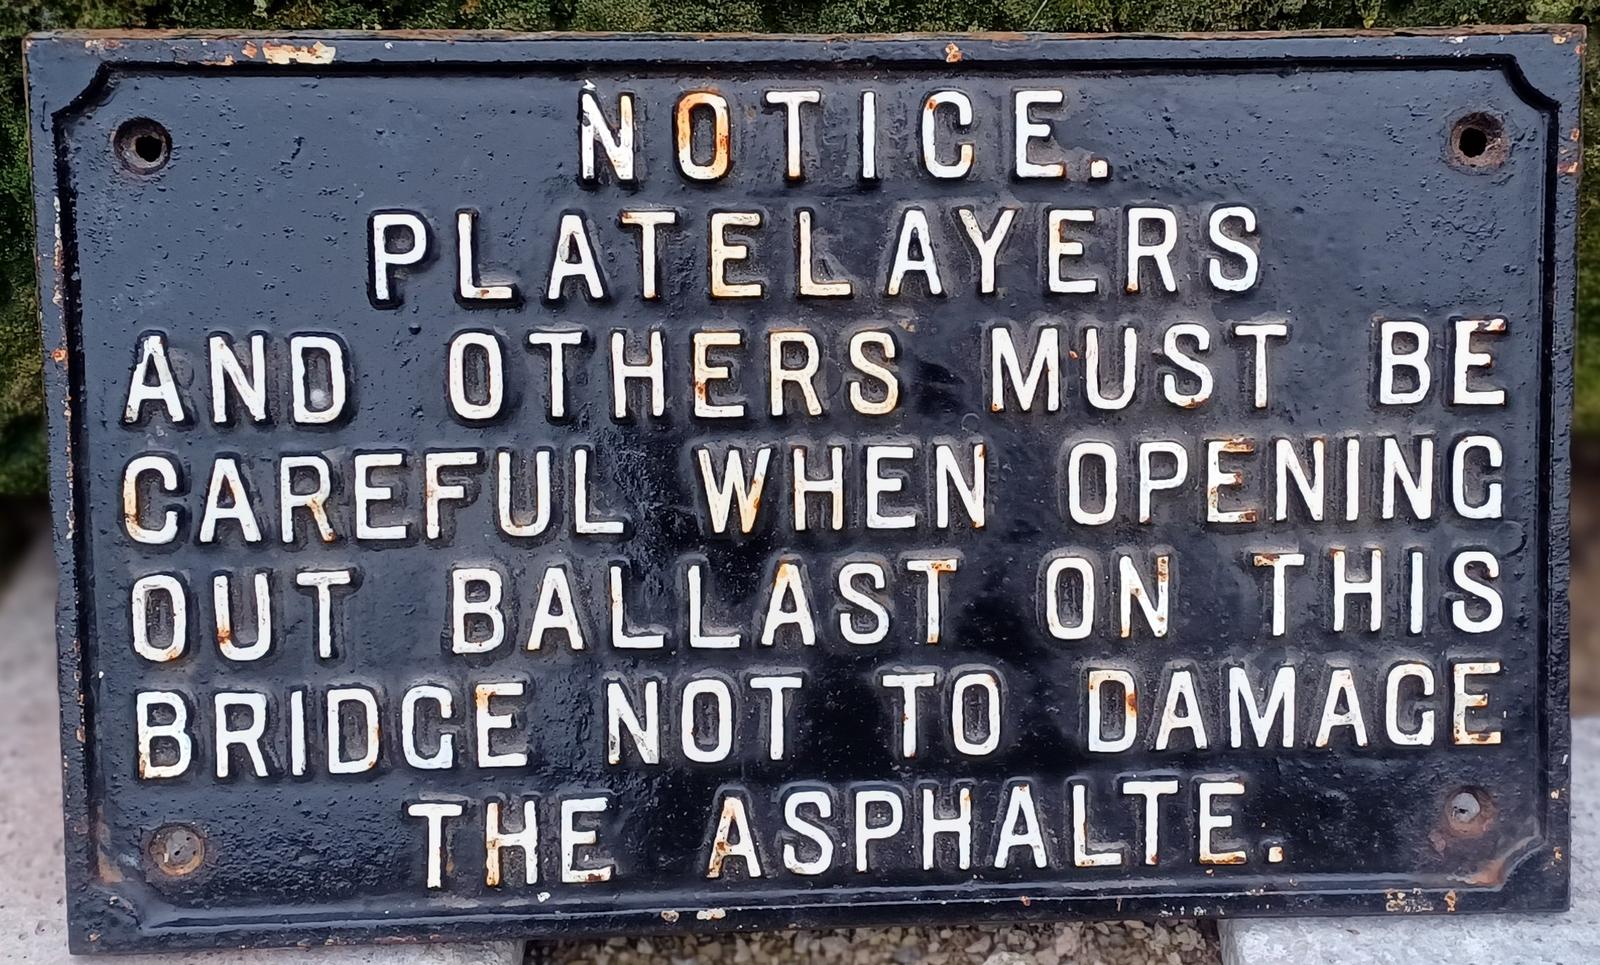 NOTICE.
PLATELAYERS
AND OTHERS MUST BE
CAREFUL WHEN OPENING
OUT BALLAST ON THIS
BRIDGE NOT TO DAMAGE
THE ASPHALTE.